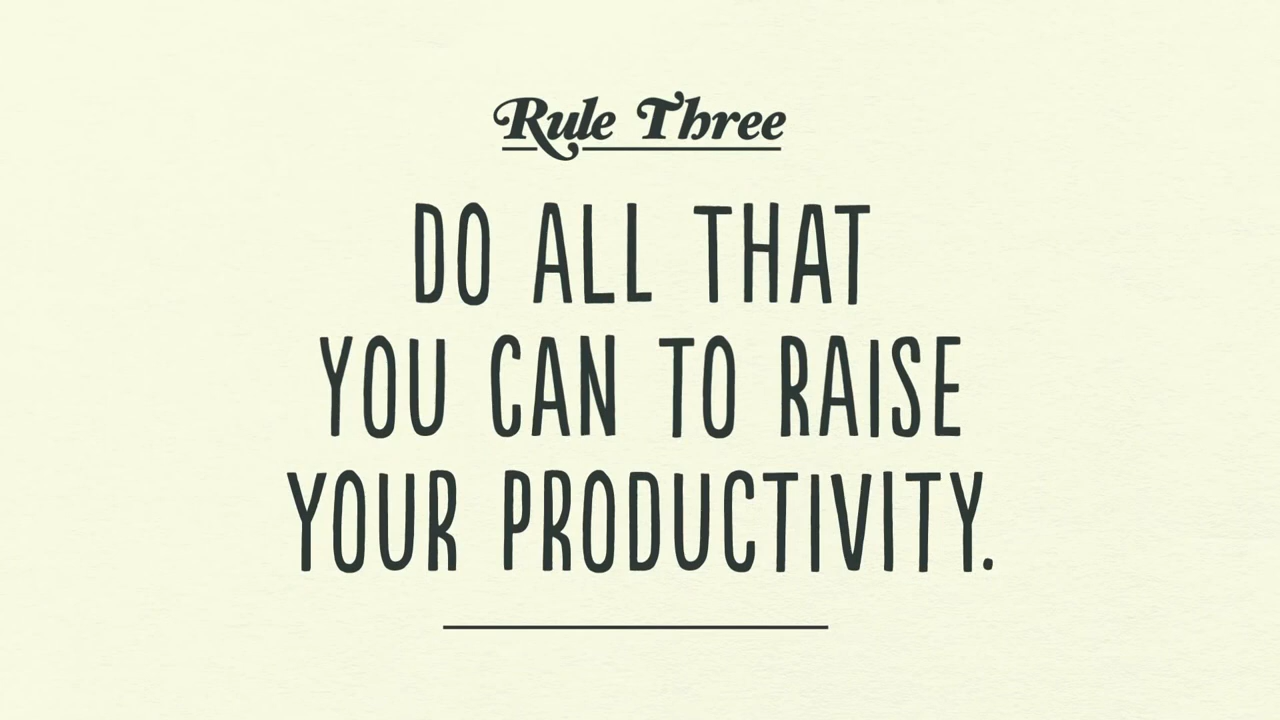 Rule Three
DO ALL THAT
YOU CAN TO RAISE
YOUR PRODUCTIVITY.